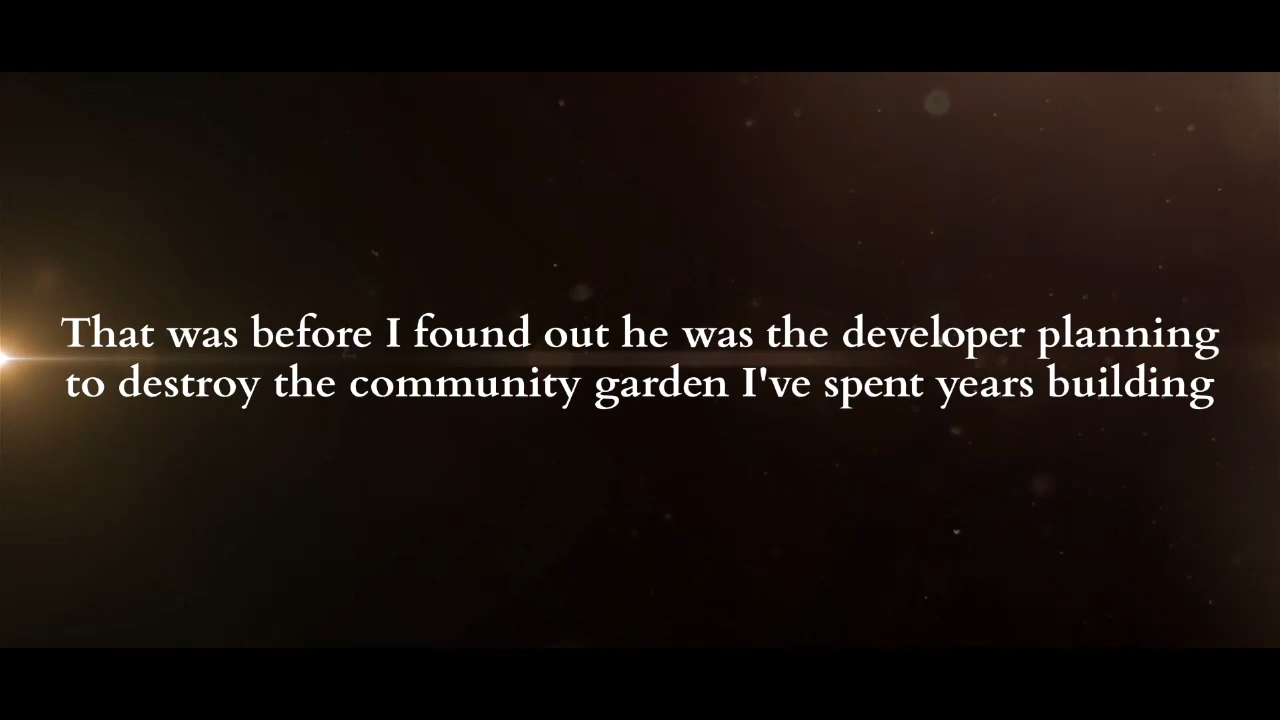 That was before I found out he was the developer planning
to destroy the community garden I've spent years building